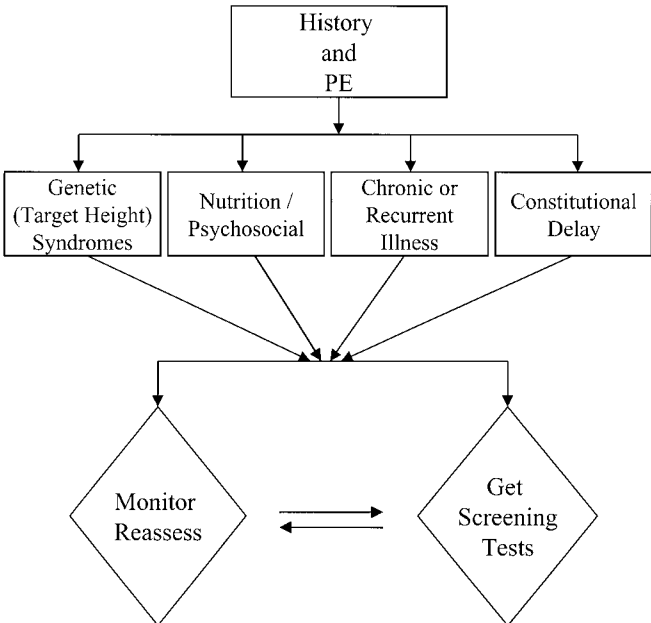 History
and
PE
Genetic
(Target Height)
Syndromes
Nutrition /
Psychosocial
Chronic or
Recurrent
Illness
Constitutional
Delay
Monitor
Reassess
Get
Screening
Tests